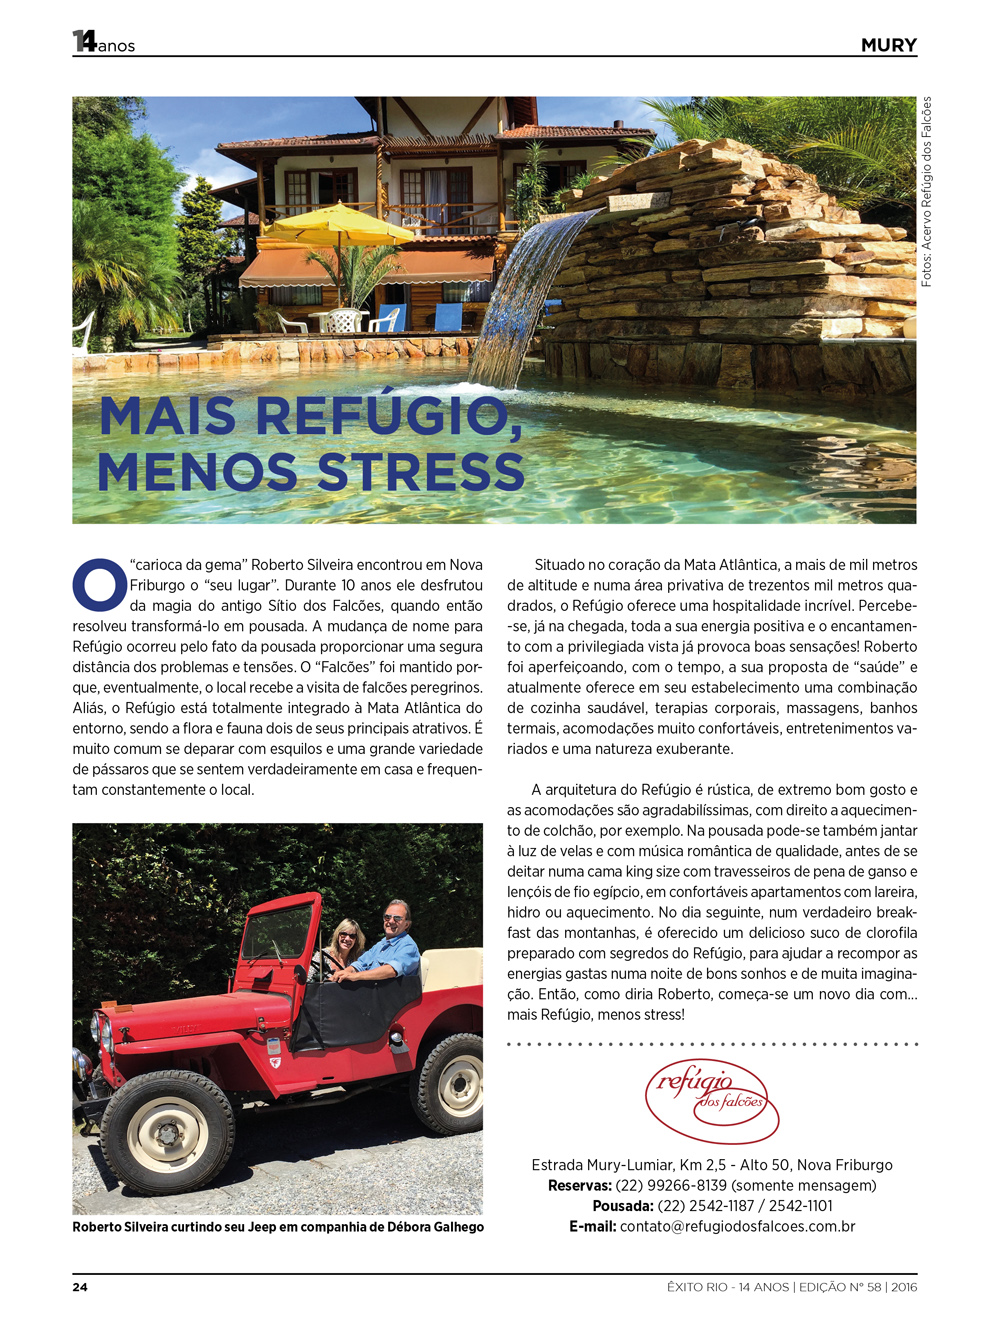 14anos
MURY
Fotos: Acervo Refúgio dos Falcões
MAIS REFÚGIO,
MENOS STRESS
O "carioca da gema" Roberto Silveira encontrou em Nova
Friburgo o "seu lugar". Durante 10 anos ele desfrutou
da magia do antigo Sítio dos Falcões, quando então
resolveu transformá-lo em pousada. A mudança de nome para
Refúgio ocorreu pelo fato da pousada proporcionar uma segura
distância dos problemas e tensões. O "Falcões" foi mantido por-
que, eventualmente, o local recebe a visita de falcões peregrinos.
Aliás, o Refúgio está totalmente integrado à Mata Atlântica do
entorno, sendo a flora e fauna dois de seus principais atrativos. É
muito comum se deparar com esquilos e uma grande variedade
de pássaros que se sentem verdadeiramente em casa e frequen-
tam constantemente o local.
Roberto Silveira curtindo seu Jeep em companhia de Débora Galhego
Situado no coração da Mata Atlântica, a mais de mil metros
de altitude e numa área privativa de trezentos mil metros qua-
drados, o Refúgio oferece uma hospitalidade incrível. Percebe-
-se, já na chegada, toda a sua energia positiva e o encantamen-
to com a privilegiada vista já provoca boas sensações! Roberto
foi aperfeiçoando, com o tempo, a sua proposta de "saúde" e
atualmente oferece em seu estabelecimento uma combinação
de cozinha saudável, terapias corporais, massagens, banhos
termais, acomodações muito confortáveis, entretenimentos va-
riados e uma natureza exuberante.
A arquitetura do Refúgio é rústica, de extremo bom gosto e
as acomodações são agradabilíssimas, com direito a aquecimen-
to de colchão, por exemplo. Na pousada pode-se também jantar
à luz de velas e com música romântica de qualidade, antes de se
deitar numa cama king size com travesseiros de pena de ganso e
lençóis de fio egípcio, em confortáveis apartamentos com lareira,
hidro ou aquecimento. No dia seguinte, num verdadeiro break-
fast das montanhas, é oferecido um delicioso suco de clorofila
preparado com segredos do Refúgio, para ajudar a recompor as
energias gastas numa noite de bons sonhos e de muita imagina-
ção. Então, como diria Roberto, começa-se um novo dia com...
mais Refúgio, menos stress!
refúgio
dos falcões
Estrada Mury-Lumiar, Km 2,5 - Alto 50, Nova Friburgo
Reservas: (22) 99266-8139 (somente mensagem)
Pousada: (22) 2542-1187 / 2542-1101
E-mail: contato@refugiodosfalcoes.com.br
24
ÊXITO RIO - 14 ANOS | EDIÇÃO Nº 58 | 2016